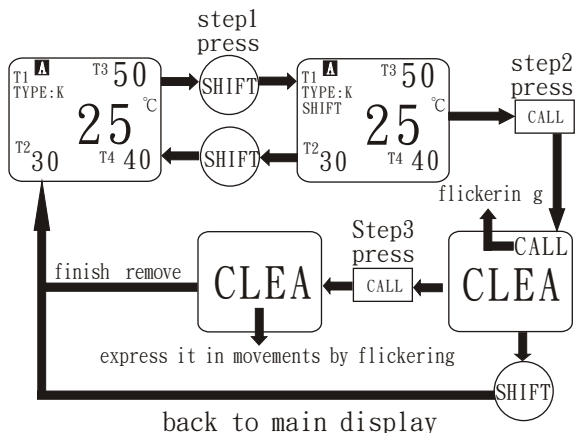 step1
press
T1 A T3 50
TYPE:K
25 ℃
T2 30 T4 40
SHIFT
SHIFT
T1 A T3 50
TYPE:K
SHIFT
25 ℃
T2 30 T4 40
step2
press
CALL
flickerin g
CALL
CLEA
Step3
press
CALL
CLEA
finish remove
express it in movements by flickering
SHIFT
back to main display